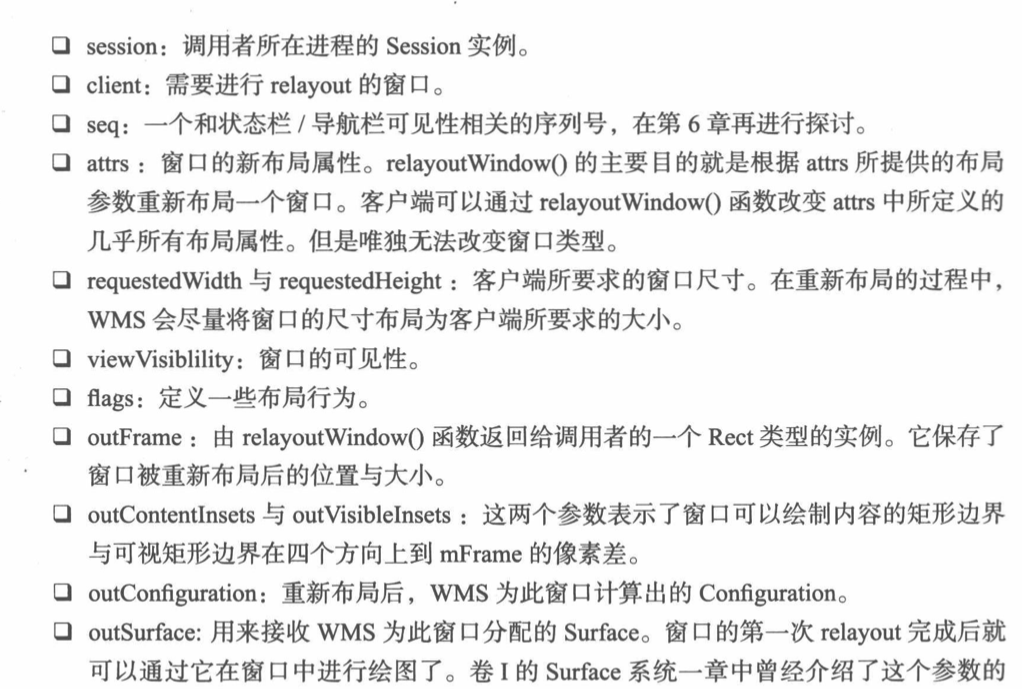 ❑ session：调用者所在进程的 Session 实例。
❑ client：需要进行 relayout 的窗口。
❑ seq：一个和状态栏 / 导航栏可见性相关的序列号，在第 6 章再进行探讨。
❑ attrs：窗口的新布局属性。relayoutWindow() 的主要目的就是根据 attrs 所提供的布局
参数重新布局一个窗口。客户端可以通过 relayoutWindow() 函数改变 attrs 中所定义的
几乎所有布局属性。但是唯独无法改变窗口类型。
❑ requestedWidth 与 requestedHeight：客户端所要求的窗口尺寸。在重新布局的过程中，
WMS 会尽量将窗口的尺寸布局为客户端所要求的大小。
❑ viewVisiblility：窗口的可见性。
❑ flags：定义一些布局行为。
❑ outFrame：由 relayoutWindow() 函数返回给调用者的一个 Rect 类型的实例。它保存了
窗口被重新布局后的位置与大小。
❑ outContentInsets 与 outVisibleInsets：这两个参数表示了窗口可以绘制内容的矩形边界
与可视矩形边界在四个方向上到 mFrame 的像素差。
❑ outConfiguration：重新布局后，WMS 为此窗口计算出的 Configuration。
❑ outSurface: 用来接收 WMS 为此窗口分配的 Surface。窗口的第一次 relayout 完成后就
可以通过它在窗口中进行绘图了。卷 I 的 Surface 系统一章中曾经介绍了这个参数的